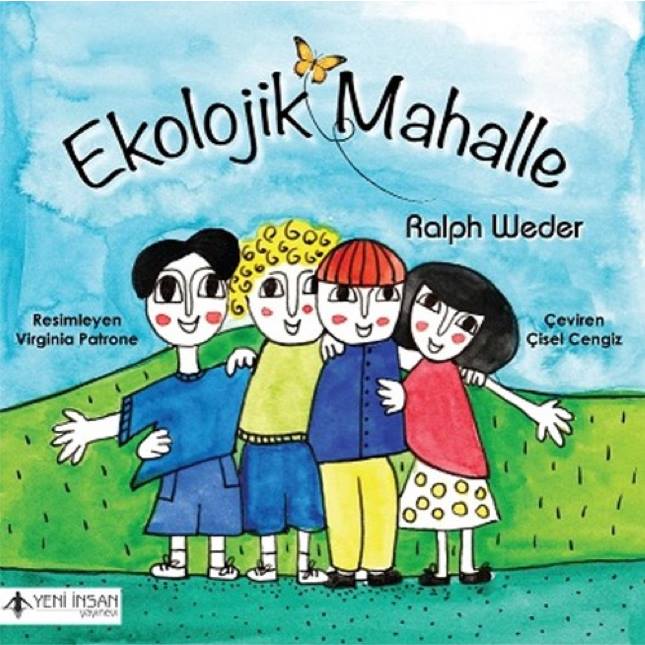 Ekolojik Mahalle
Ralph Weder
Resimleyen
Virginia Patrone
Çeviren
Çisel Cengiz
YENİ İNSAN
yayınevi